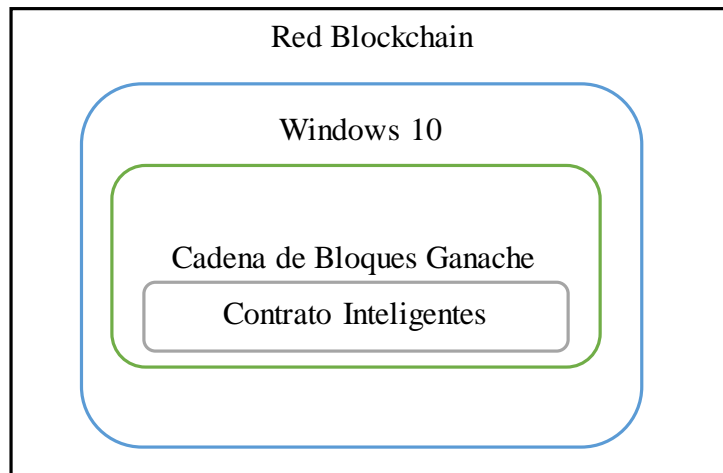 Red Blockchain
Windows 10
Cadena de Bloques Ganache
Contrato Inteligentes